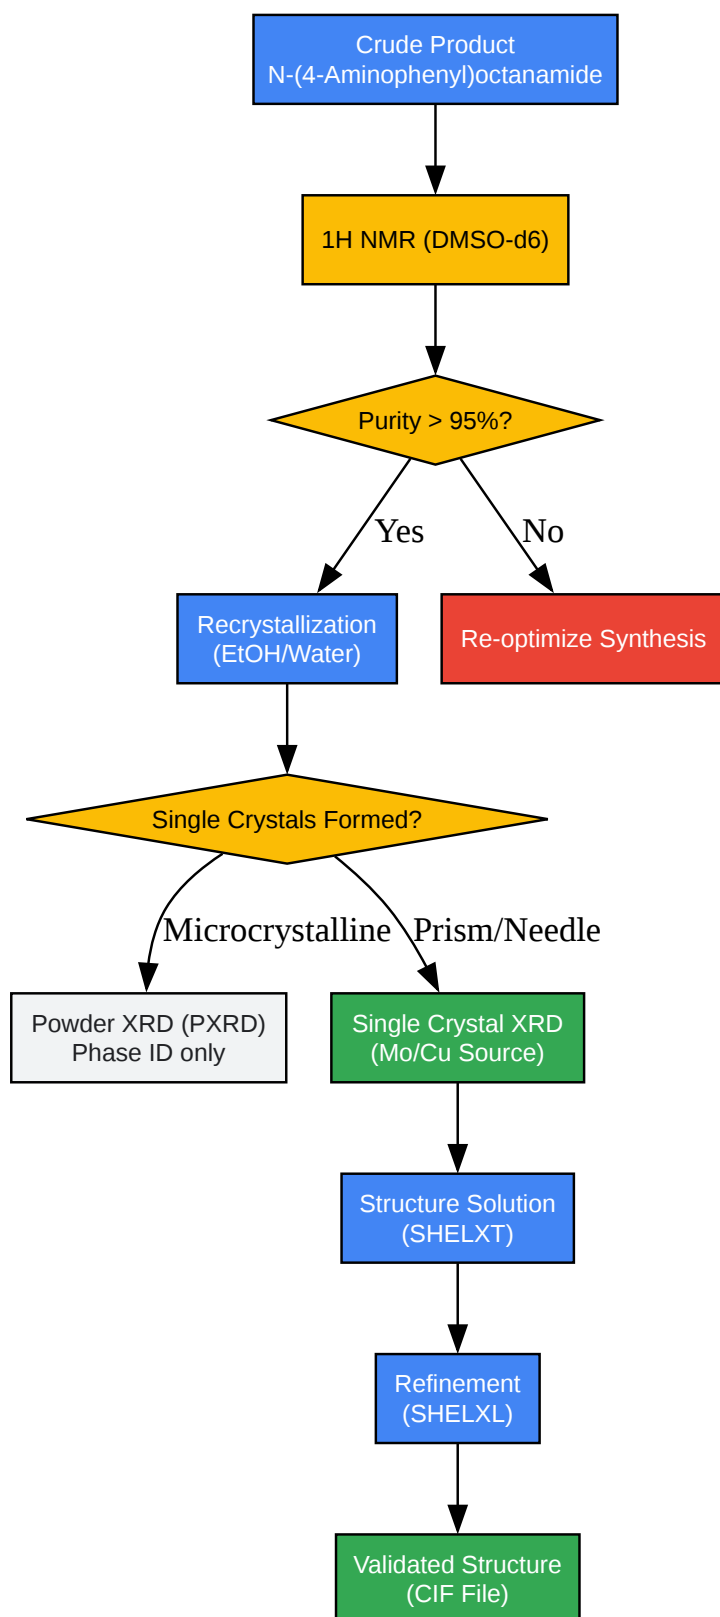 Crude Product
N-(4-Aminophenyl)octanamide
1H NMR (DMSO-d6)
Purity > 95%?
Yes
No
Recrystallization
(EtOH/Water)
Re-optimize Synthesis
Single Crystals Formed?
Microcrystalline
Prism/Needle
Powder XRD (PXRD)
Phase ID only
Single Crystal XRD
(Mo/Cu Source)
Structure Solution
(SHELXT)
Refinement
(SHELXL)
Validated Structure
(CIF File)